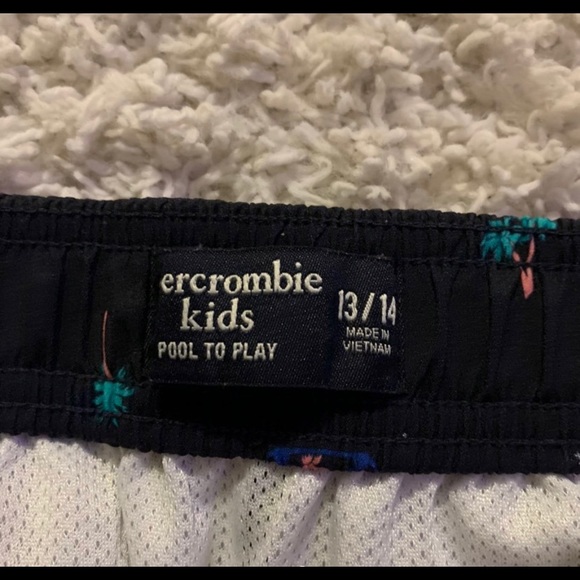 ercrombie
kids
POOL TO PLAY
13/14
MADE IN
VIETNAM